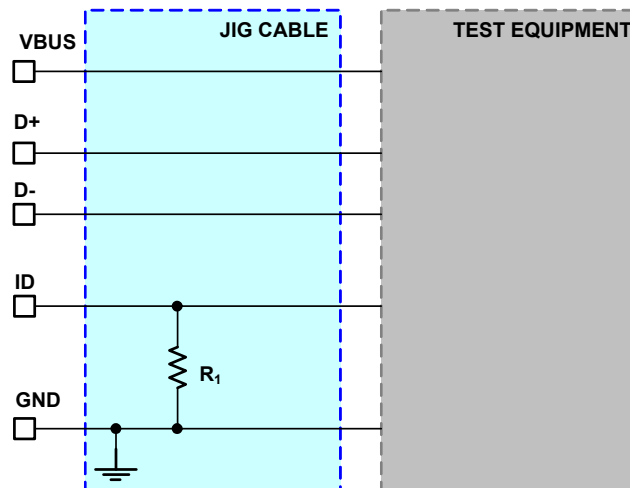 JIG CABLE
TEST EQUIPMENT
VBUS
D+
D-
ID
R₁
GND